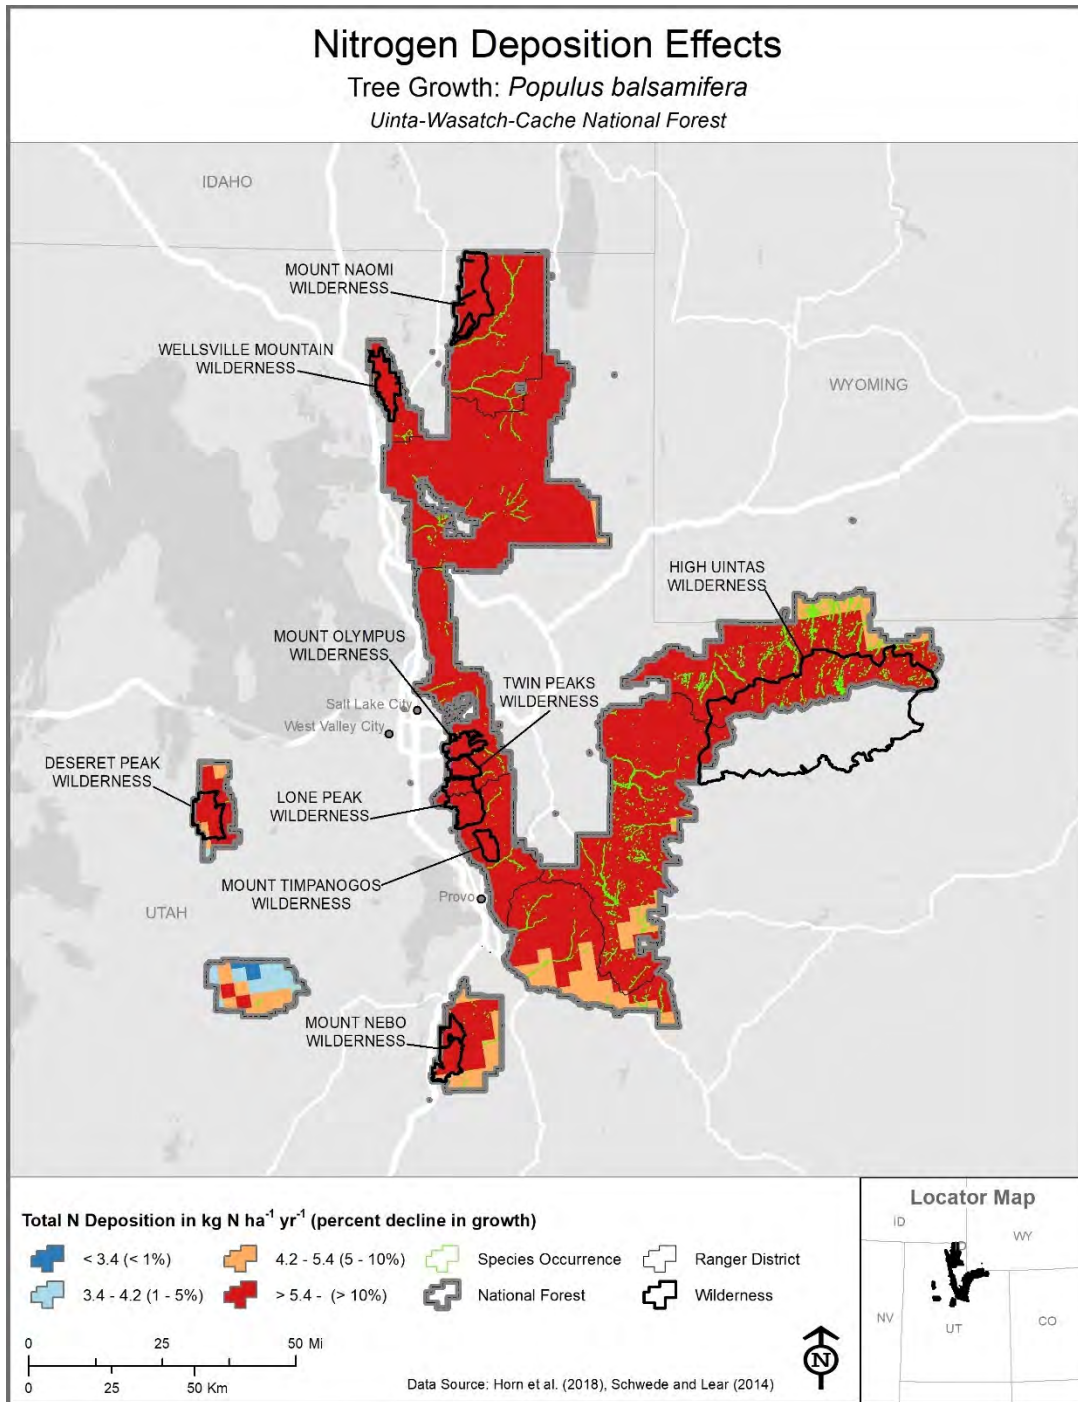 Nitrogen Deposition Effects
Tree Growth: Populus balsamifera
Uinta-Wasatch-Cache National Forest
IDAHO
MOUNT NAOMI
WILDERNESS
WELLSVILLE MOUNTAIN
WILDERNESS
WYOMING
HIGH UINTAS
WILDERNESS
MOUNT OLYMPUS
WILDERNESS
TWIN PEAKS
WILDERNESS
Salt Lake City
West Valley City
DESERET PEAK
WILDERNESS
LONE PEAK
WILDERNESS
MOUNT TIMPANOGOS
WILDERNESS
Provo
UTAH
MOUNT NEBO
WILDERNESS
Total N Deposition in kg N ha⁻¹ yr⁻¹ (percent decline in growth)
< 3.4 (< 1%)
4.2 - 5.4 (5 - 10%)
Species Occurrence
Ranger District
3.4 - 4.2 (1 - 5%)
> 5.4 - (> 10%)
National Forest
Wilderness
0 25 50 Mi
0 25 50 Km
N
Data Source: Horn et al. (2018), Schwede and Lear (2014)
Locator Map
ID
WY
NV
UT
CO